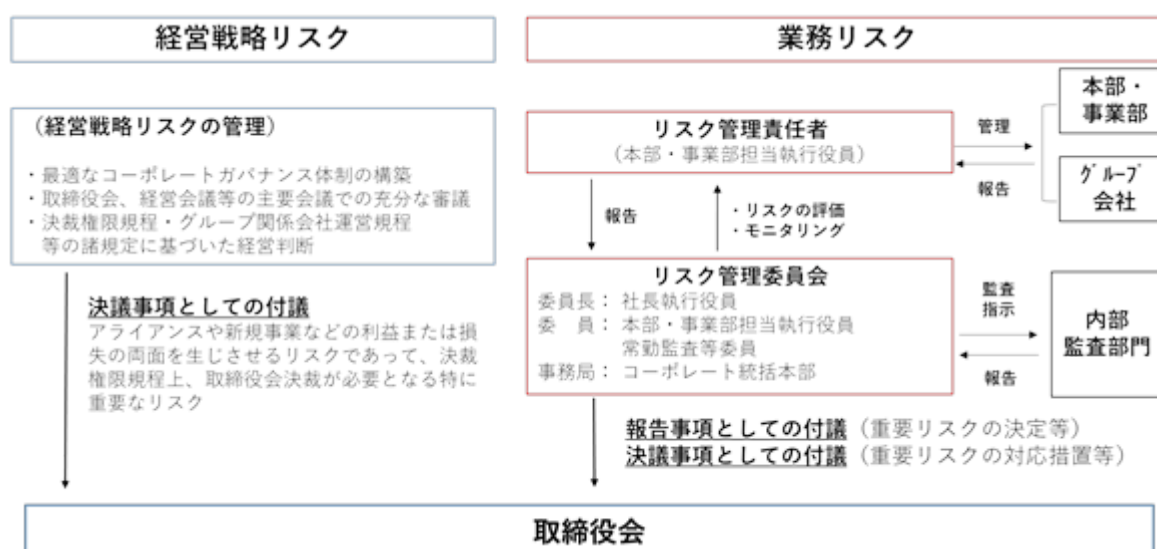 経営戦略リスク
業務リスク
(経営戦略リスクの管理)
・最適なコーポレートガバナンス体制の構築
・取締役会、経営会議等の主要会議での充分な審議
・決裁権限規程・グループ関係会社運営規程
等の諸規定に基づいた経営判断
決議事項としての付議
アライアンスや新規事業などの利益または損
失の両面を生じさせるリスクであって、決裁
権限規程上、取締役会決裁が必要となる特に
重要なリスク
リスク管理責任者
(本部・事業部担当執行役員)
管理
報告
本部・
事業部
グループ
会社
報告
・リスクの評価
・モニタリング
リスク管理委員会
委員長: 社長執行役員
委 員: 本部・事業部担当執行役員
常勤監査等委員
事務局: コーポレート統括本部
監査
指示
報告
内部
監査部門
報告事項としての付議(重要リスクの決定等)
決議事項としての付議(重要リスクの対応措置等)
取締役会